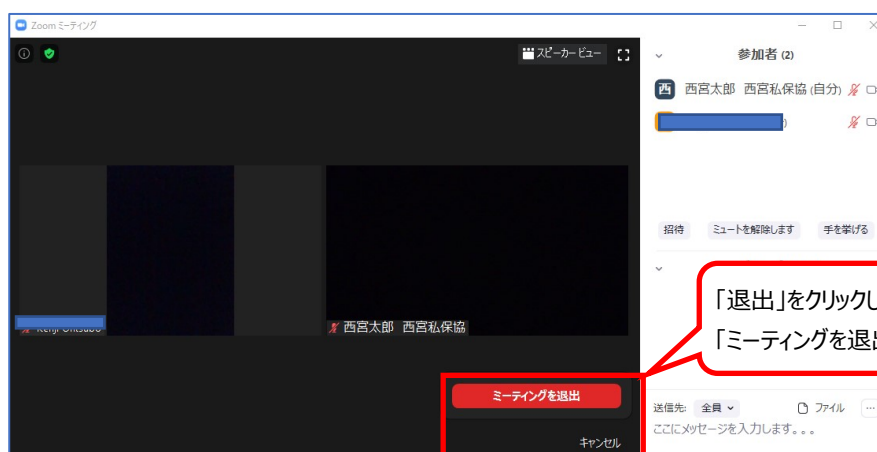 Zoom ミーティング
スピーカービュー
参加者 (2)
西 西宮太郎 西宮私保協 (自分)
招待 ミュートを解除します 手を挙げる
「退出」をクリックし
「ミーティングを退
西宮太郎 西宮私保協
ミーティングを退出
キャンセル
送信先: 全員 ファイル ...
ここにメッセージを入力します。。。